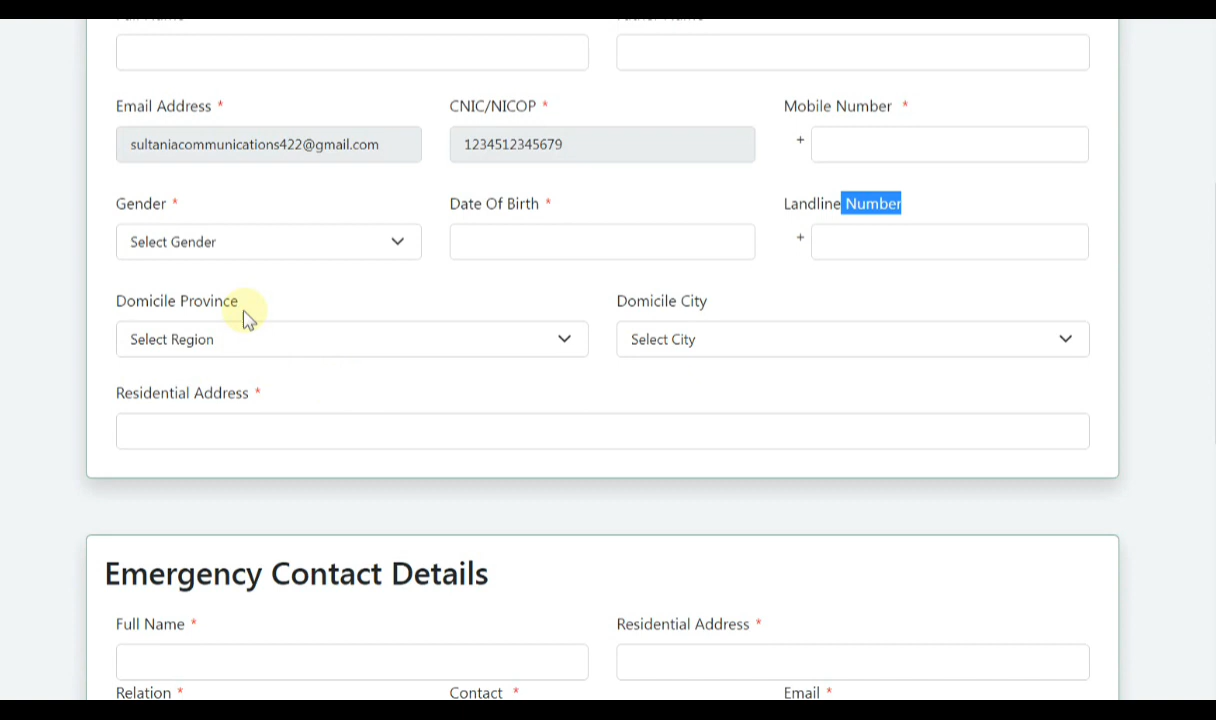 Email Address * CNIC/NICOP * Mobile Number *
sultaniacommunications422@gmail.com 1234512345679 +
Gender * Date Of Birth * Landline Number
Select Gender +
Domicile Province Domicile City
Select Region Select City
Residential Address *
Emergency Contact Details
Full Name * Residential Address *
Relation * Contact * Email *